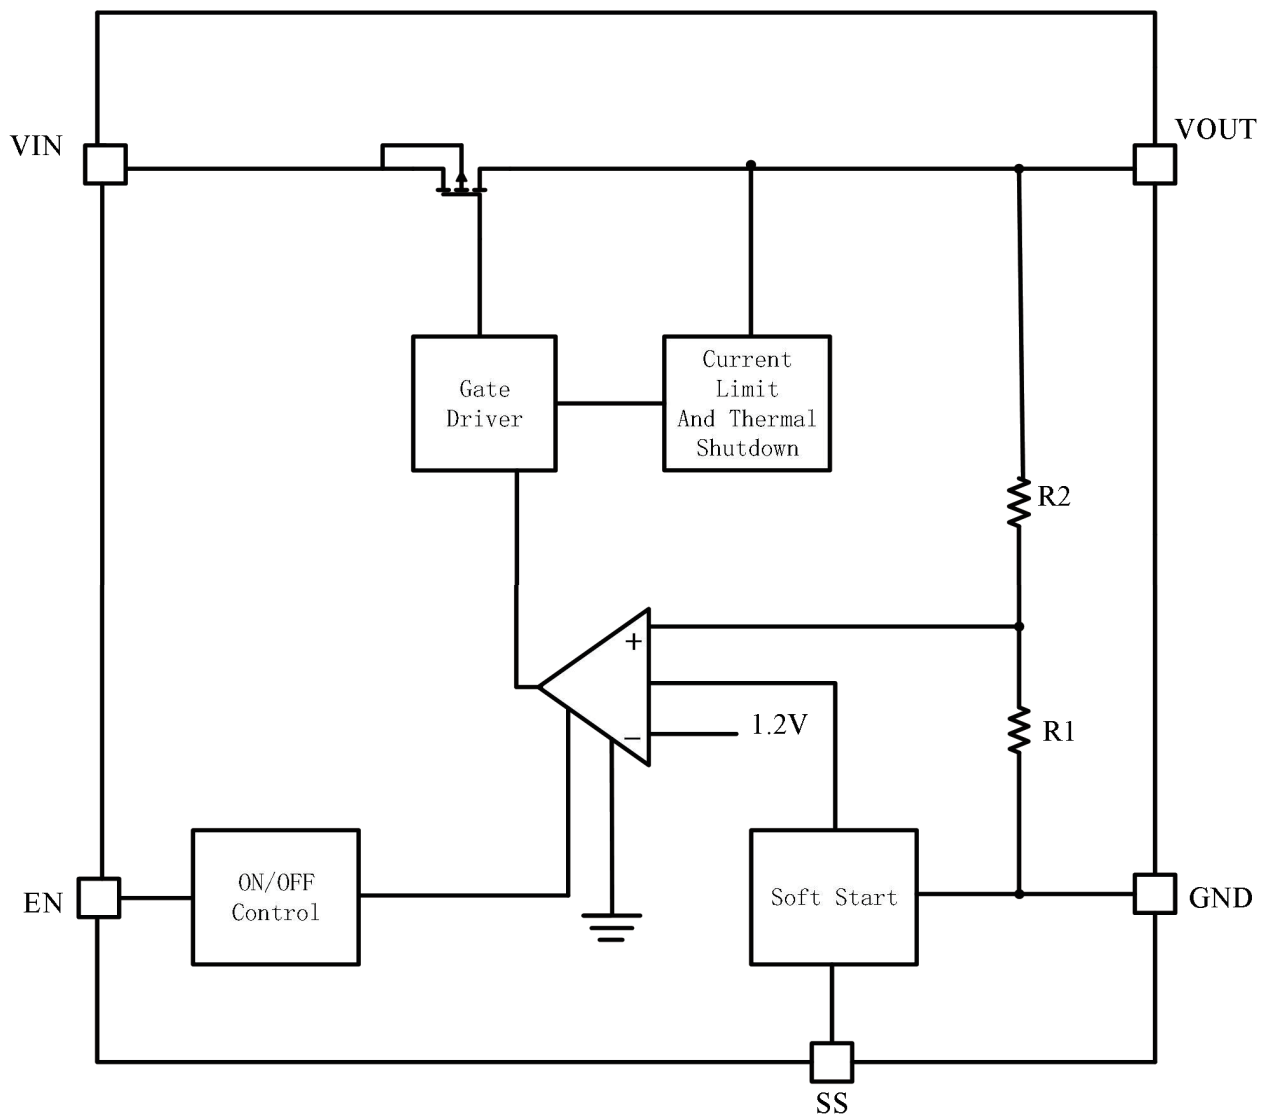 VIN
VOUT
Gate
Driver
Current
Limit
And Thermal
Shutdown
R2
+
1.2V
−
R1
EN
ON/OFF
Control
Soft Start
GND
SS